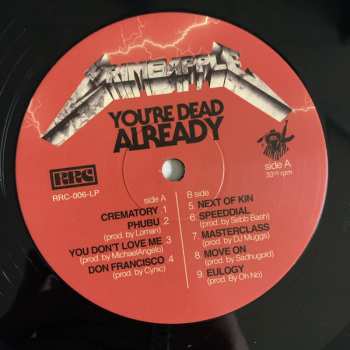 CRIMEAPPLE
YOU'RE DEAD
ALREADY
RRC
RRC-006-LP
side A
33⅓ rpm
side A
CREMATORY 1
PHUBU 2
(prod. by Loman)
YOU DON'T LOVE ME 3
(prod. by MichaelAngelo)
DON FRANCISCO 4
(prod. by Cynic)
B side
5. NEXT OF KIN
6. SPEEDDIAL
(prod. by Sebb Bash)
7. MASTERCLASS
(prod. by DJ Muggs)
8. MOVE ON
(prod. by Sadhugold)
9. EULOGY
(prod. By Oh No)